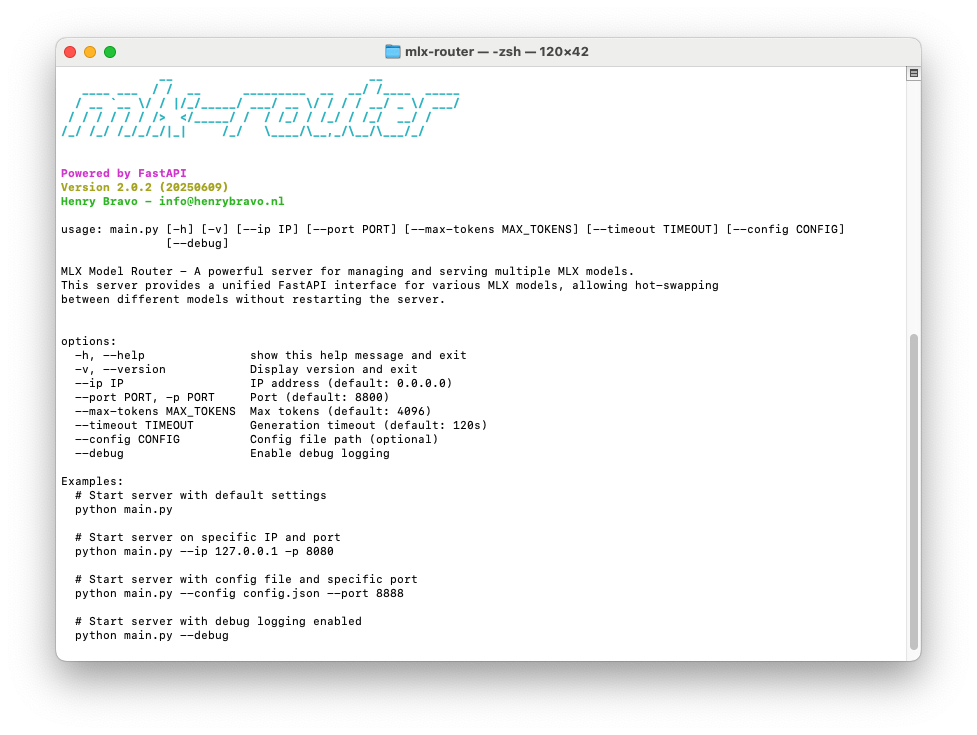 mlx-router — -zsh — 120×42
mlx-router
Powered by FastAPI
Version 2.0.2 (20250609)
Henry Bravo - info@henrybravo.nl
usage: main.py [-h] [-v] [--ip IP] [--port PORT] [--max-tokens MAX_TOKENS] [--timeout TIMEOUT] [--config CONFIG]
[--debug]
MLX Model Router - A powerful server for managing and serving multiple MLX models.
This server provides a unified FastAPI interface for various MLX models, allowing hot-swapping
between different models without restarting the server.
options:
-h, --help show this help message and exit
-v, --version Display version and exit
--ip IP IP address (default: 0.0.0.0)
--port PORT, -p PORT Port (default: 8800)
--max-tokens MAX_TOKENS Max tokens (default: 4096)
--timeout TIMEOUT Generation timeout (default: 120s)
--config CONFIG Config file path (optional)
--debug Enable debug logging
Examples:
# Start server with default settings
python main.py
# Start server on specific IP and port
python main.py --ip 127.0.0.1 -p 8080
# Start server with config file and specific port
python main.py --config config.json --port 8888
# Start server with debug logging enabled
python main.py --debug